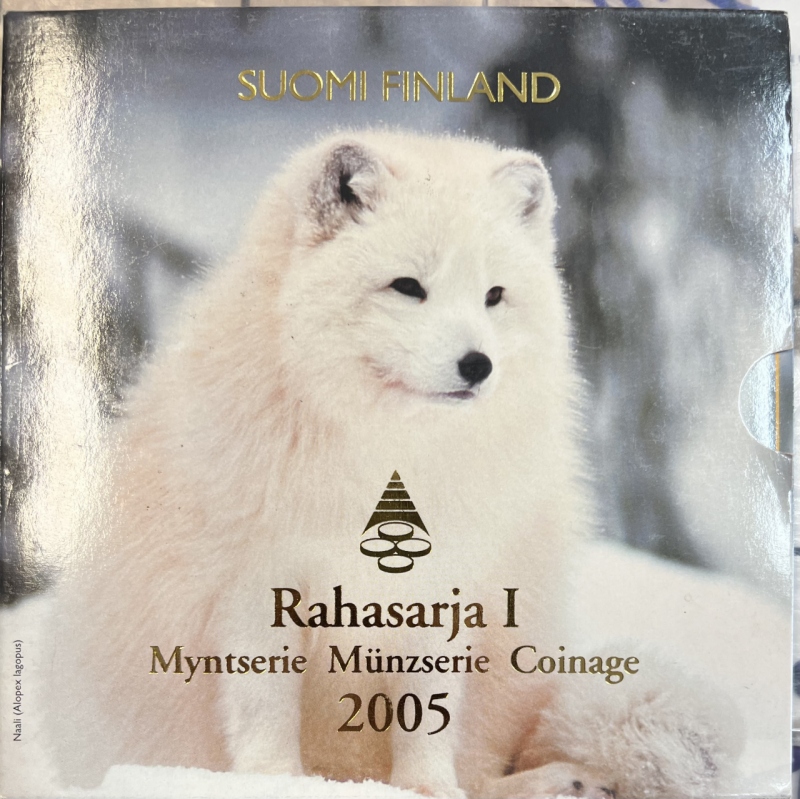 SUOMI FINLAND
Rahasarja I
Myntserie Münzserie Coinage
2005
Naali (Alopex lagopus)